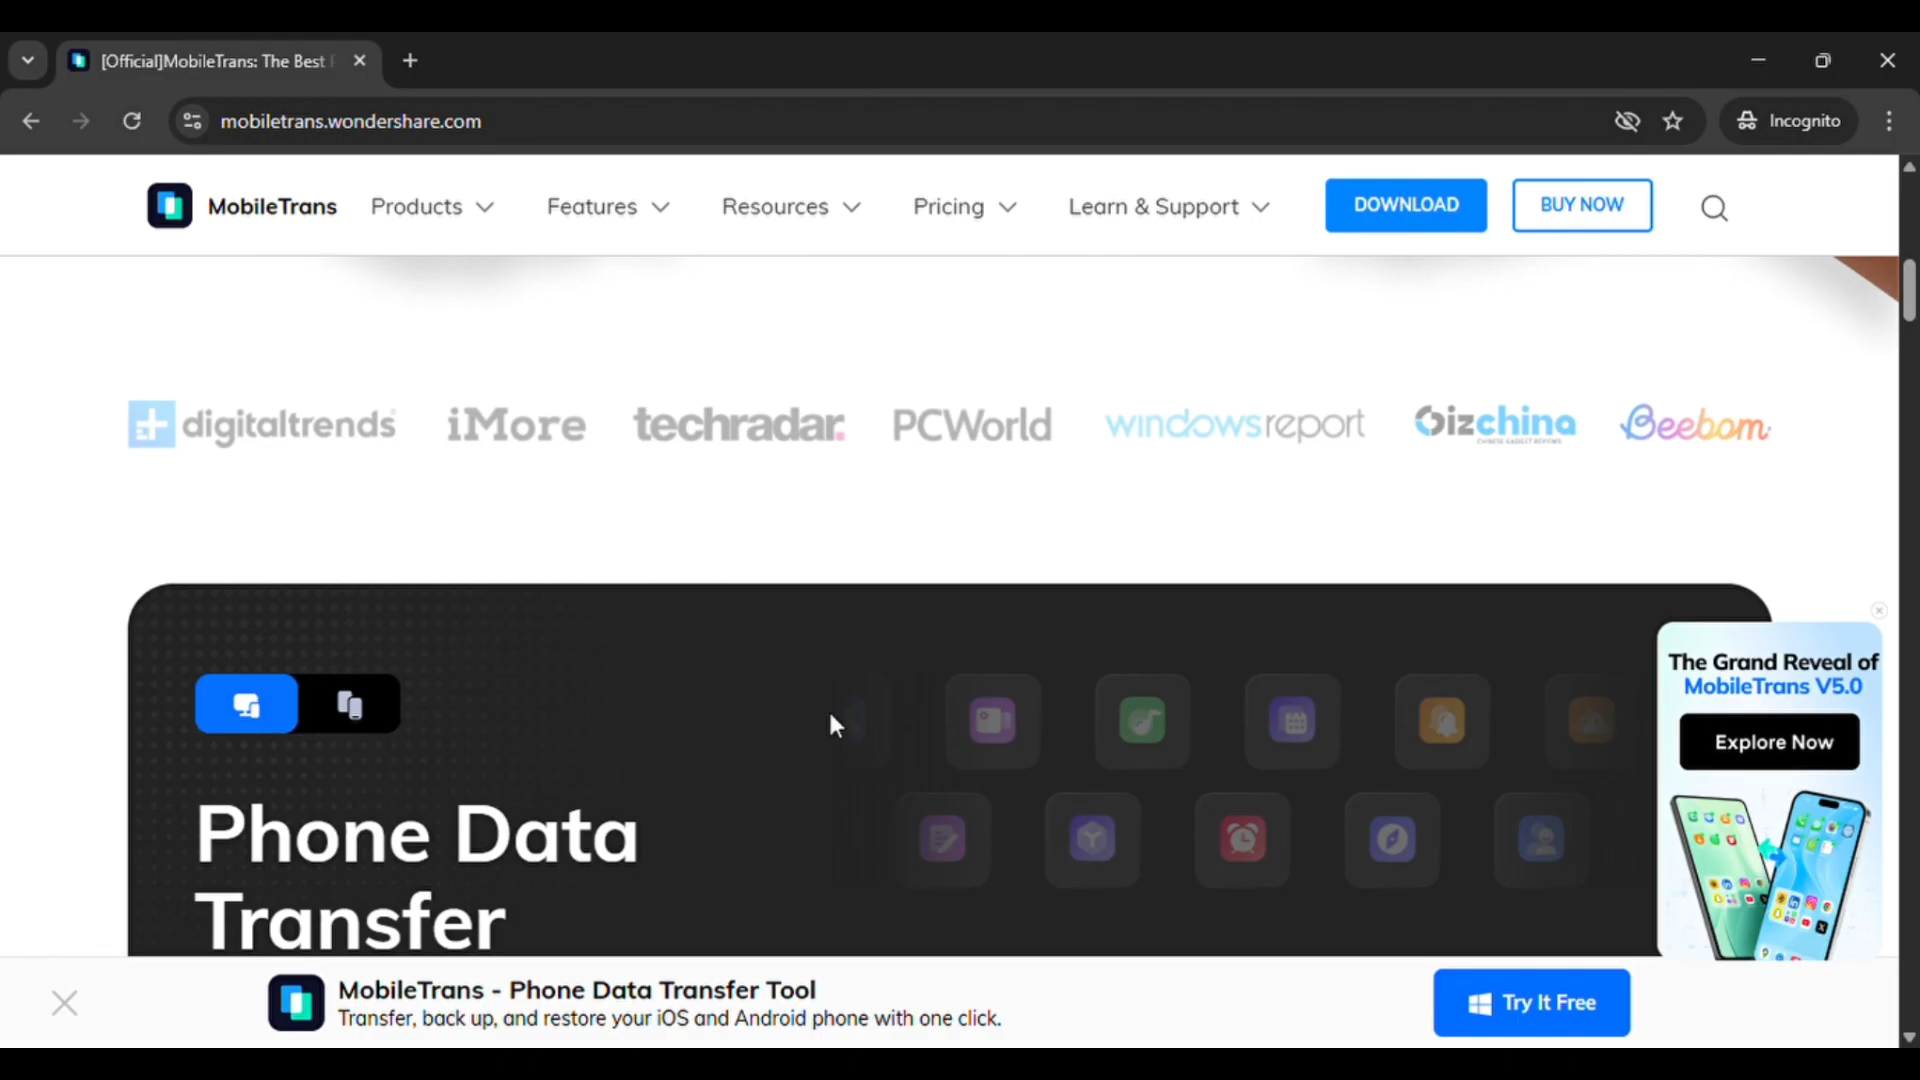 [Official]MobileTrans: The Best
mobiletrans.wondershare.com
Incognito
MobileTrans
Products
Features
Resources
Pricing
Learn & Support
DOWNLOAD
BUY NOW
digitaltrends
iMore
techradar.
PCWorld
windowsreport
Gizchina
CHINESE GADGET REVIEWS
Beebom
Phone Data
Transfer
The Grand Reveal of
MobileTrans V5.0
Explore Now
MobileTrans - Phone Data Transfer Tool
Transfer, back up, and restore your iOS and Android phone with one click.
Try It Free